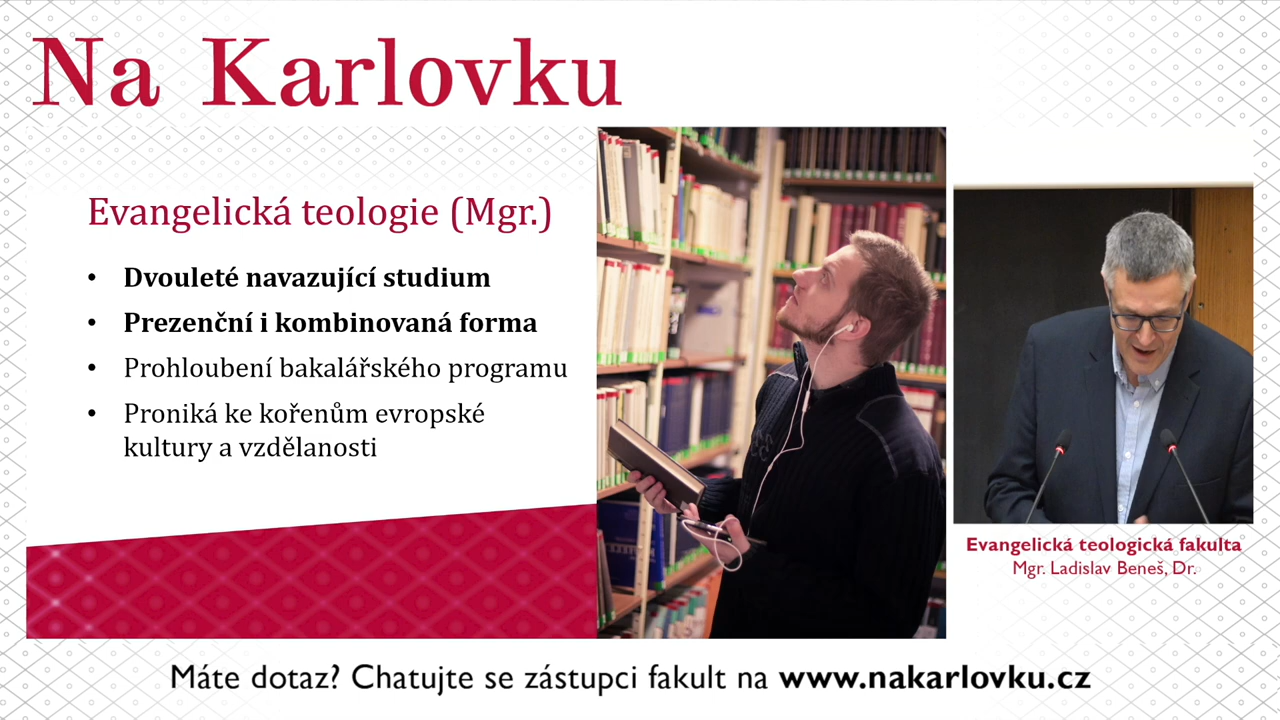 Na Karlovku
Evangelická teologie (Mgr.)
• Dvouleté navazující studium
• Prezenční i kombinovaná forma
• Prohloubení bakalářského programu
• Proniká ke kořenům evropské
kultury a vzdělanosti
Evangelická teologická fakulta
Mgr. Ladislav Beneš, Dr.
Máte dotaz? Chatujte se zástupci fakult na www.nakarlovku.cz